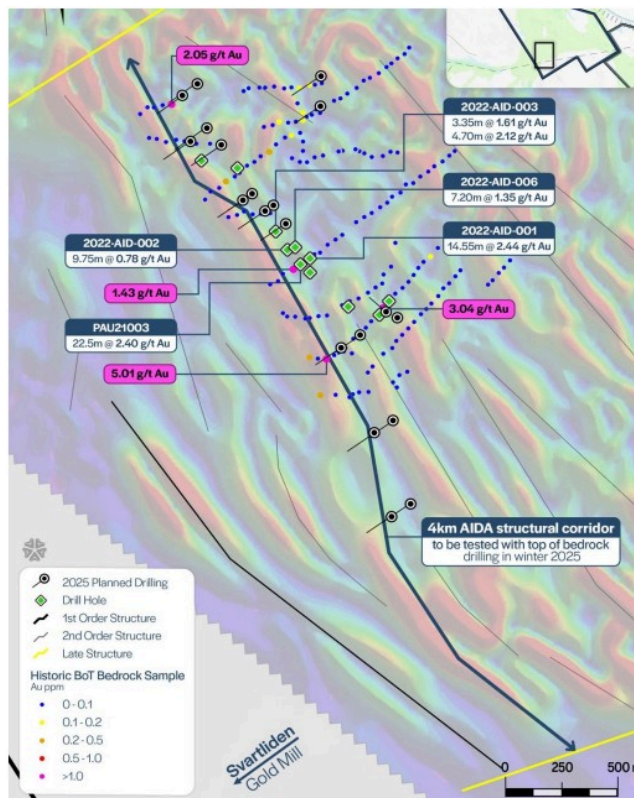 2.05 g/t Au
2022-AID-003
3.35m @ 1.61 g/t Au
4.70m @ 2.12 g/t Au
2022-AID-006
7.20m @ 1.35 g/t Au
2022-AID-002
9.75m @ 0.78 g/t Au
2022-AID-001
14.55m @ 2.44 g/t Au
1.43 g/t Au
3.04 g/t Au
PAU21003
22.5m @ 2.40 g/t Au
5.01 g/t Au
4km AIDA structural corridor
to be tested with top of bedrock
drilling in winter 2025
2025 Planned Drilling
Drill Hole
1st Order Structure
2nd Order Structure
Late Structure
Historic BoT Bedrock Sample
Au ppm
0 - 0.1
0.1 - 0.2
0.2 - 0.5
0.5 - 1.0
>1.0
Svartliden
Gold Mill
0 250 500 m